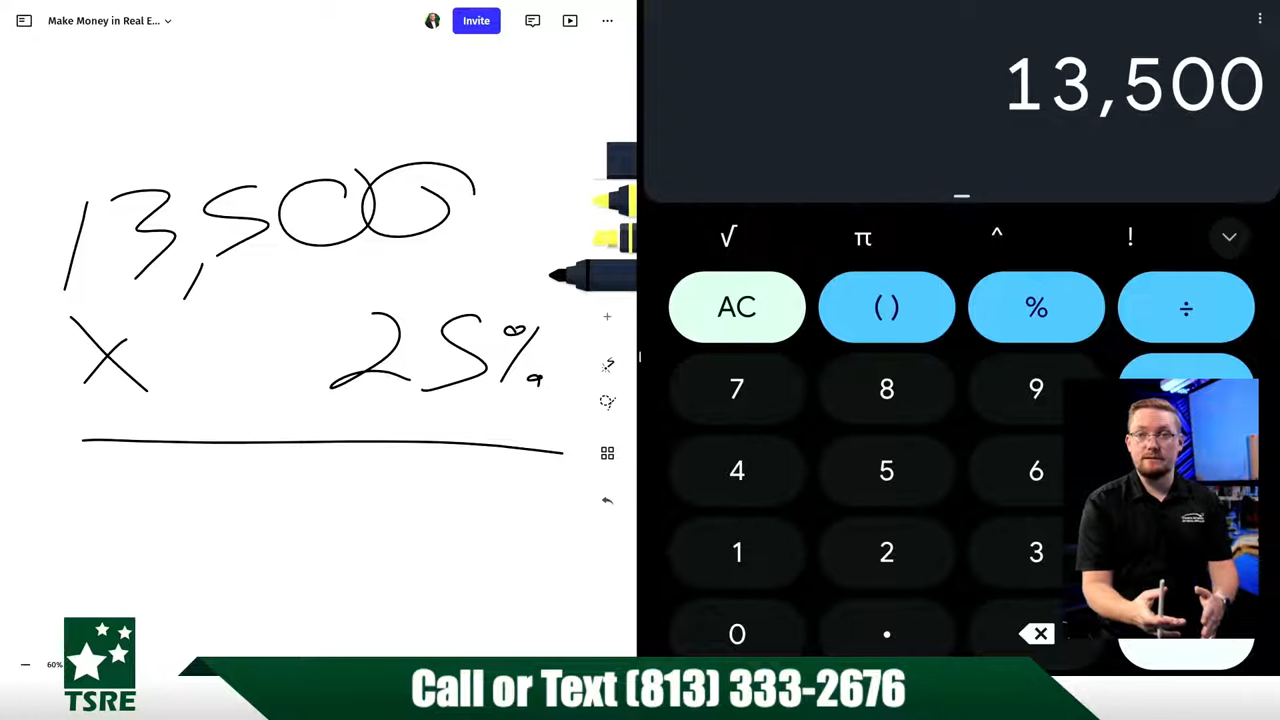 Make Money in Real E...
Invite
13,500
13,500
X 25%
√ π ^ !
AC () % ÷
7 8 9
4 5 6
1 2 3
0 .
60%
TSRE
Call or Text (813) 333-2676